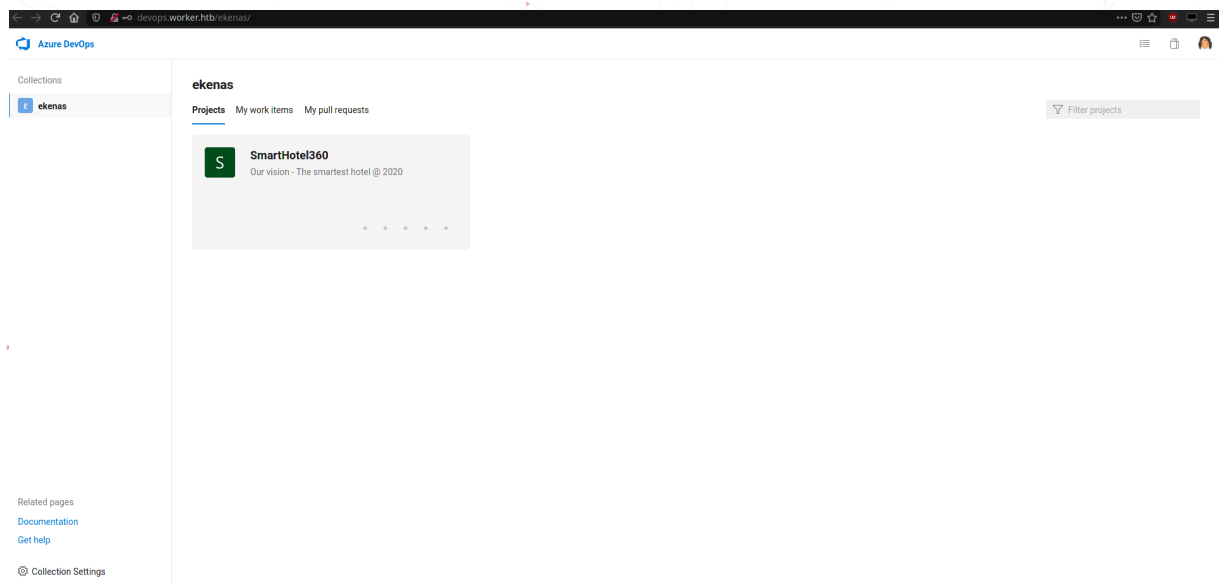 devops.worker.htb/ekenas/
Azure DevOps
Collections
E ekenas
ekenas
Projects My work items My pull requests
Filter projects
S
SmartHotel360
Our vision - The smartest hotel @ 2020
Related pages
Documentation
Get help
Collection Settings